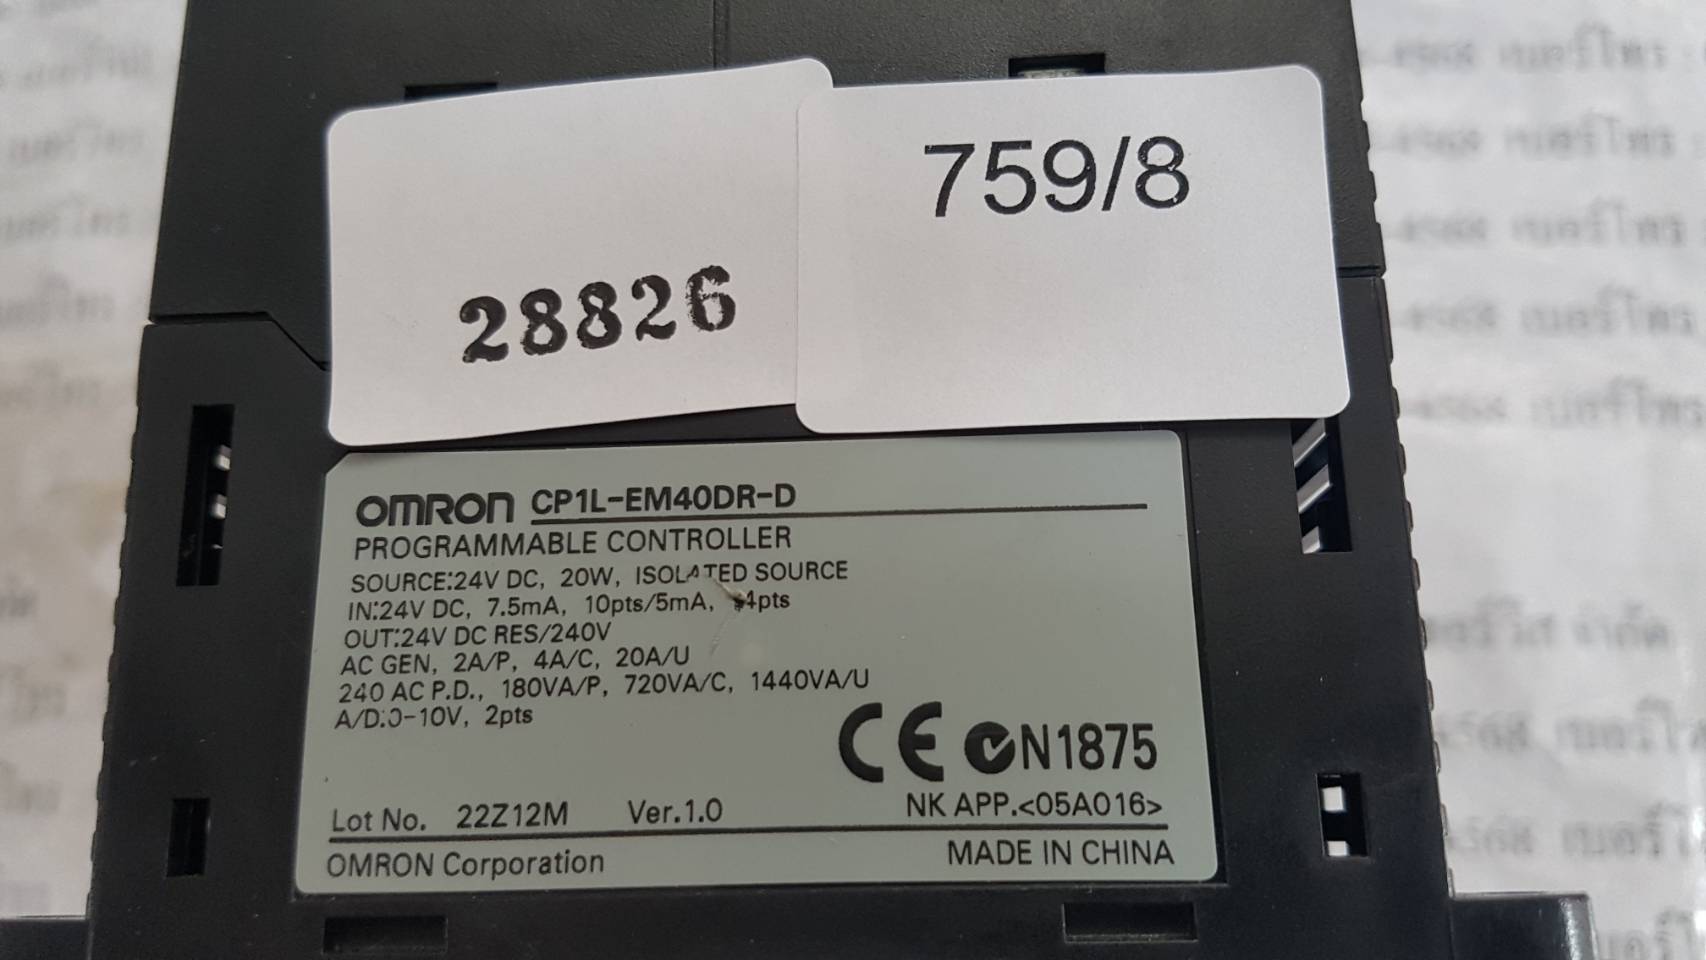 759/8
28826
OMRON CP1L-EM40DR-D
PROGRAMMABLE CONTROLLER
SOURCE:24V DC, 20W, ISOLATED SOURCE
IN:24V DC, 7.5mA, 10pts/5mA, 14pts
OUT:24V DC RES/240V
AC GEN, 2A/P, 4A/C, 20A/U
240 AC P.D., 180VA/P, 720VA/C, 1440VA/U
A/D:0-10V, 2pts
CE N1875
Lot No. 22Z12M Ver.1.0 NK APP.<05A016>
OMRON Corporation MADE IN CHINA